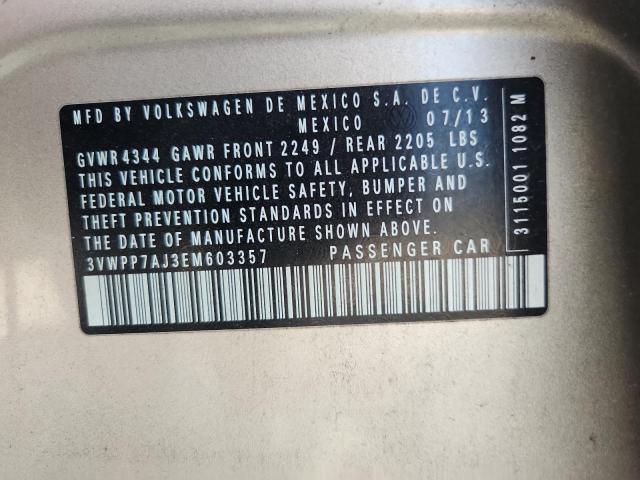 MFD BY VOLKSWAGEN DE MEXICO S.A. DE C.V.
MEXICO 07/13
GVWR 4344 GAWR FRONT 2249 / REAR 2205 LBS
THIS VEHICLE CONFORMS TO ALL APPLICABLE U.S.
FEDERAL MOTOR VEHICLE SAFETY, BUMPER AND
THEFT PREVENTION STANDARDS IN EFFECT ON
THE DATE OF MANUFACTURE SHOWN ABOVE.
3VWPP7AJ3EM603357 PASSENGER CAR
3115001 1082 M